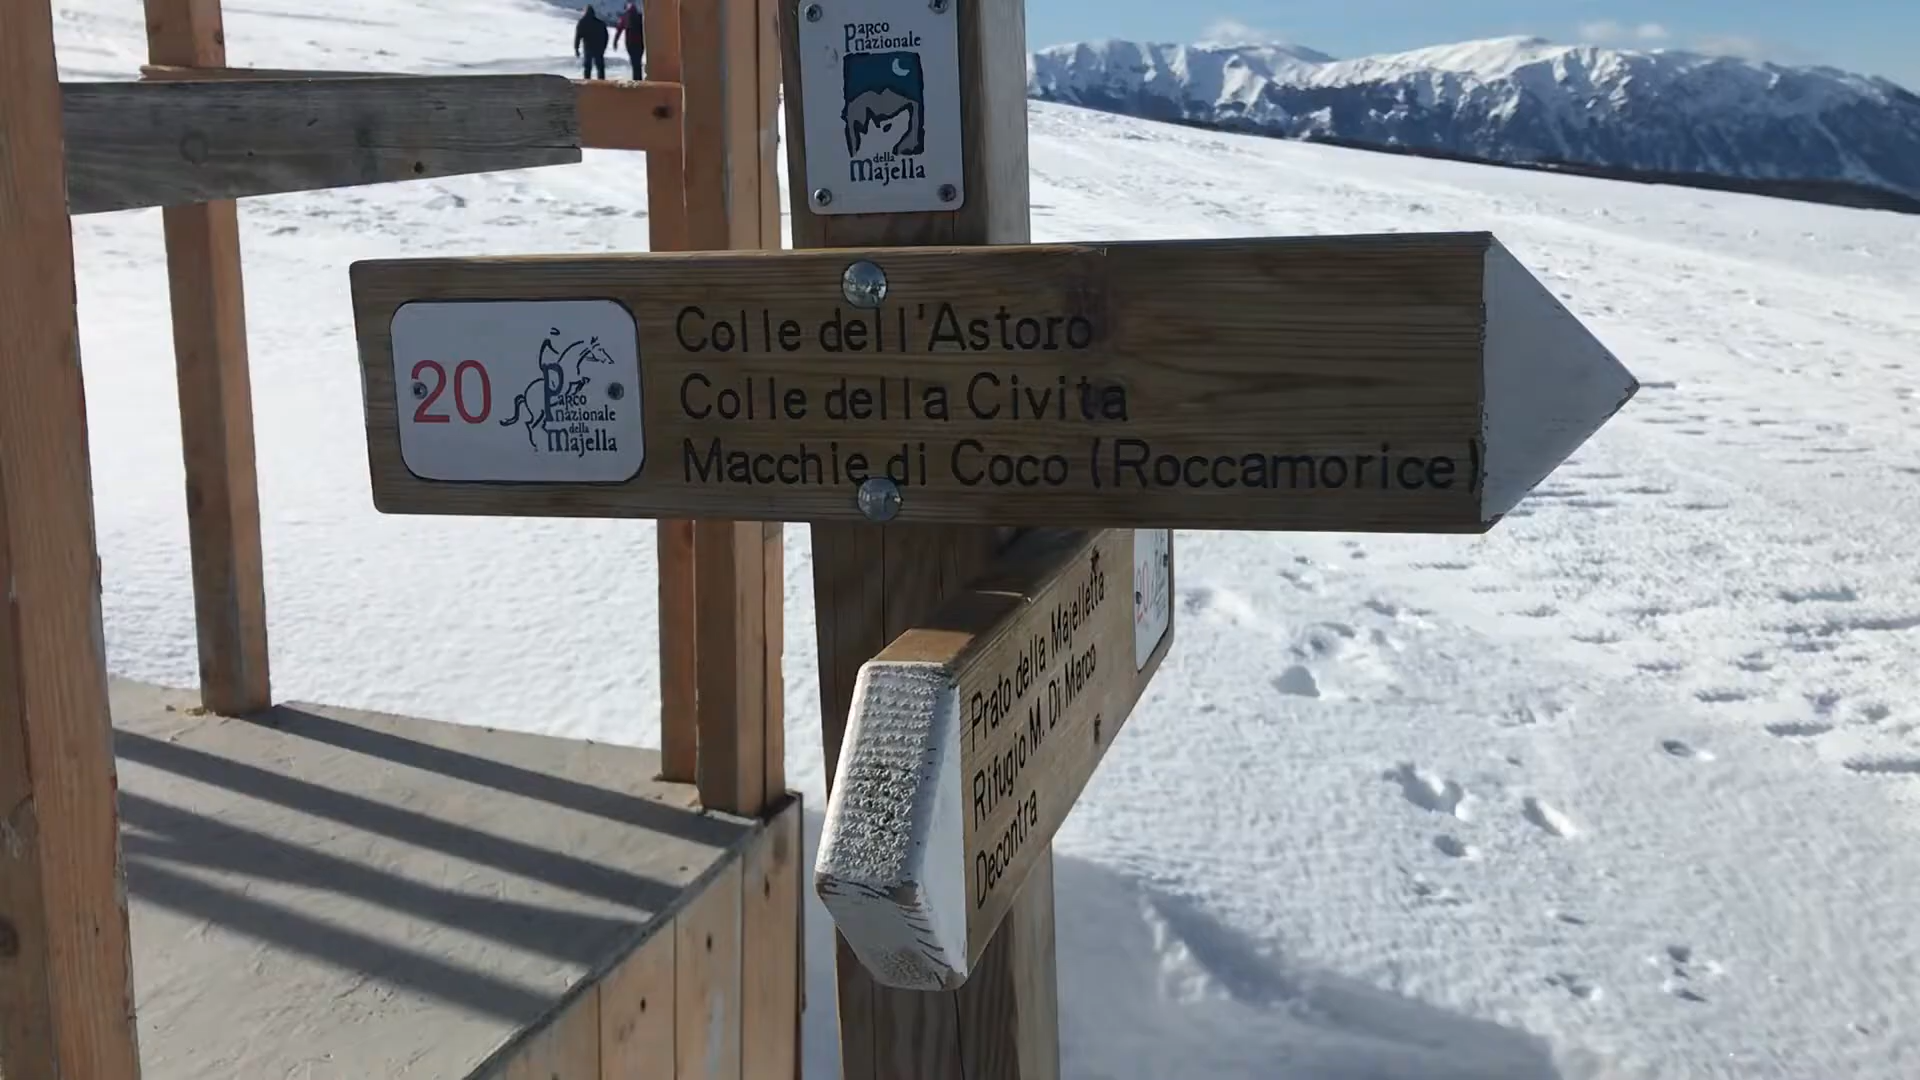 Parco
nazionale
della
Majella
Colle dell'Astoro
20
Colle della Civita
Parco
nazionale
della
Majella
Macchie di Coco (Roccamorice)
Prato della Majelletta
Rifugio M. Di Marco
Decontra
20